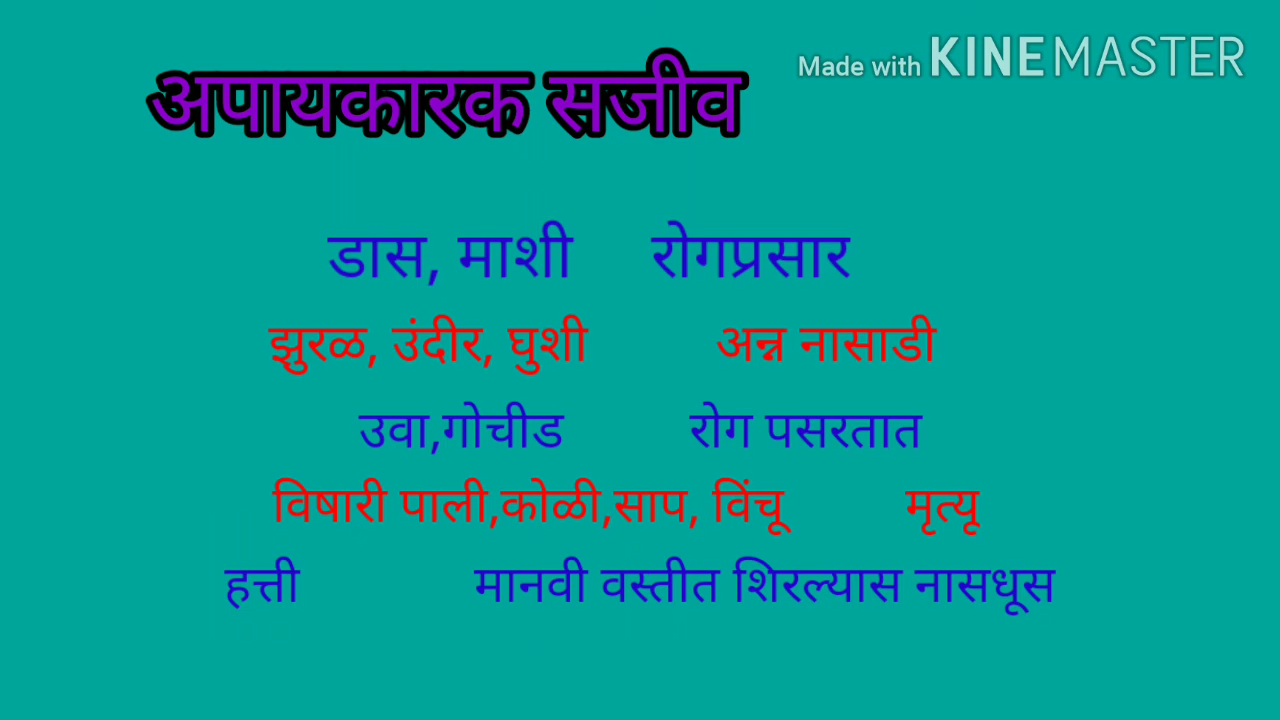 Made with KINEMASTER
अपायकारक सजीव
डास, माशी रोगप्रसार
झुरळ, उंदीर, घुशी अन्न नासाडी
उवा,गोचीड रोग पसरतात
विषारी पाली,कोळी,साप, विंचू मृत्यू
हत्ती मानवी वस्तीत शिरल्यास नासधूस